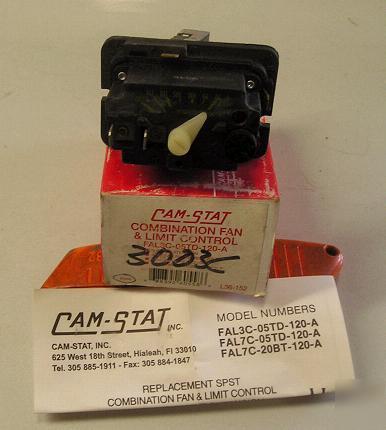 CAM-STAT
COMBINATION FAN
& LIMIT CONTROL
FAL3C-05TD-120-A
3003C
L36-152
CAM-STAT INC.
CAM-STAT, INC.
625 West 18th Street, Hialeah, Fl 33010
Tel. 305 885-1911 - Fax: 305 884-1847
MODEL NUMBERS
FAL3C-05TD-120-A
FAL7C-05TD-120-A
FAL7C-20BT-120-A
REPLACEMENT SPST
COMBINATION FAN & LIMIT CONTROL